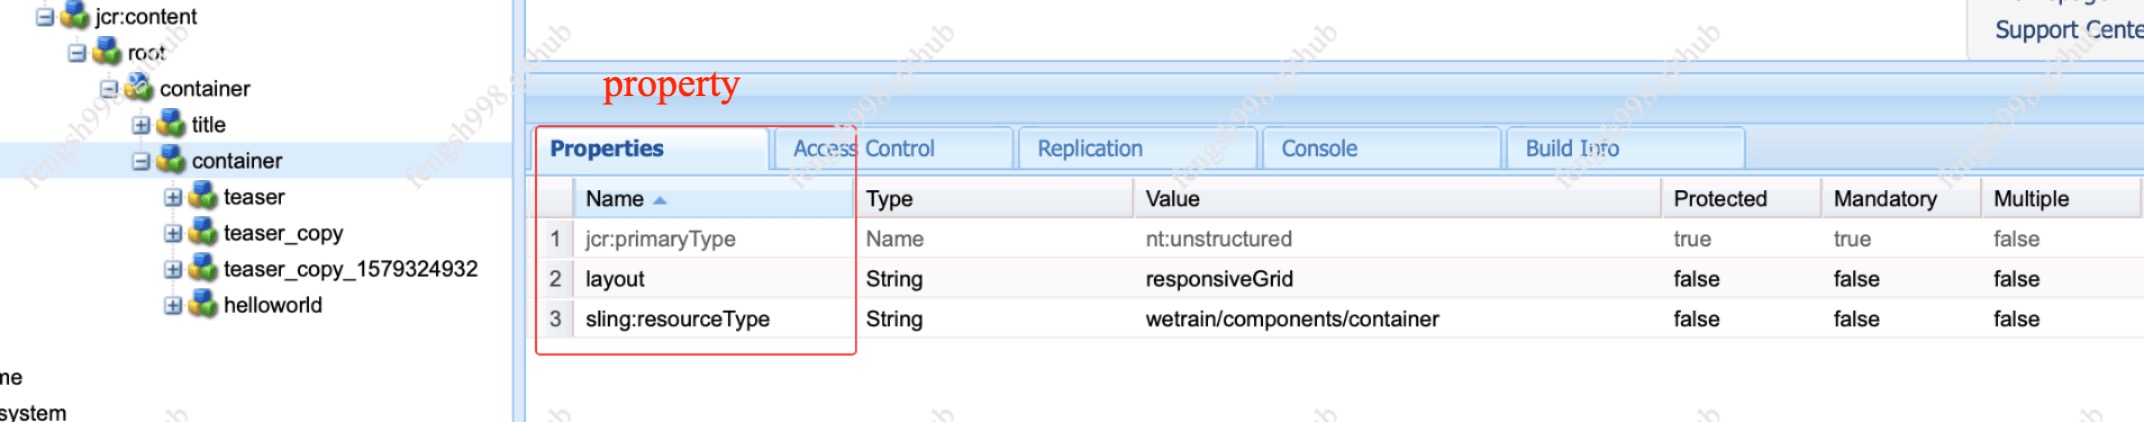 jcr:content
root
container
title
container
teaser
teaser_copy
teaser_copy_1579324932
helloworld
system
Support
property
Properties
Access Control
Replication
Console
Build Info
Name Type Value Protected Mandatory Multiple
1 jcr:primaryType Name nt:unstructured true true false
2 layout String responsiveGrid false false false
3 sling:resourceType String wetrain/components/container false false false
fengsh998.github